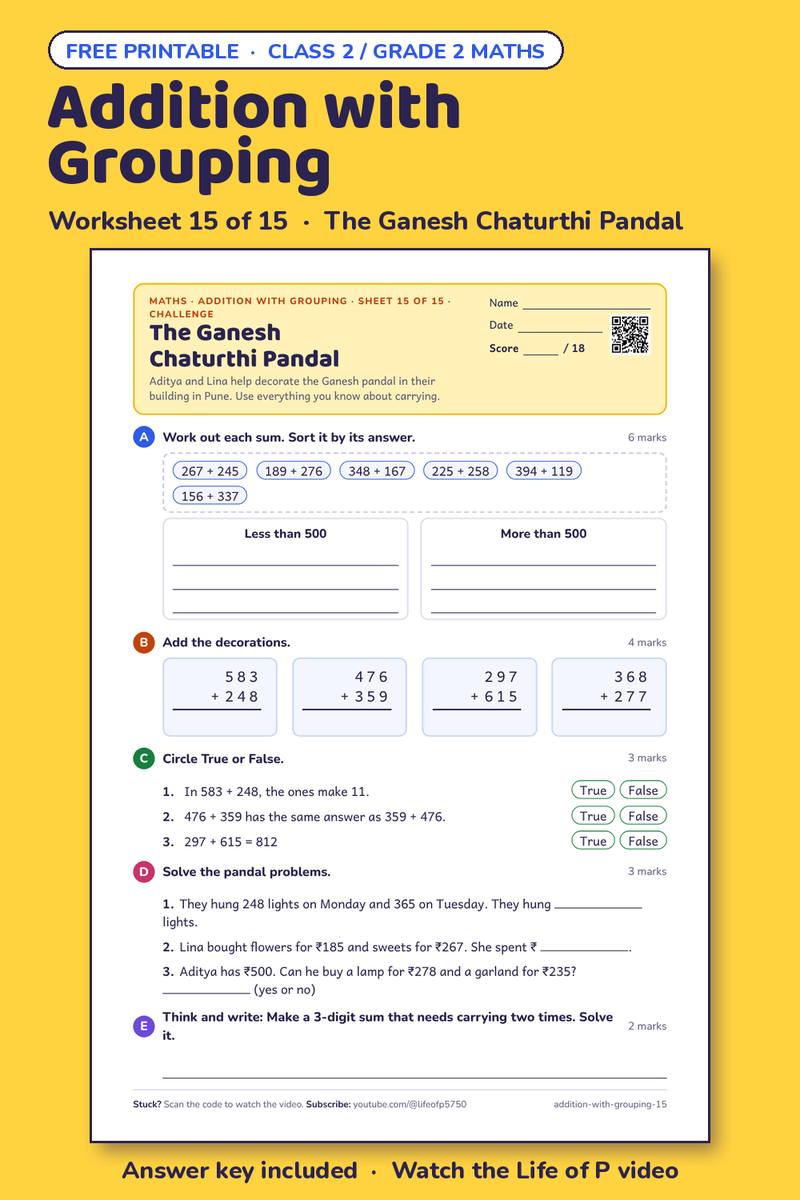 FREE PRINTABLE · CLASS 2 / GRADE 2 MATHS
Addition with
Grouping
Worksheet 15 of 15 · The Ganesh Chaturthi Pandal
MATHS · ADDITION WITH GROUPING · SHEET 15 OF 15 ·
CHALLENGE
The Ganesh
Chaturthi Pandal
Aditya and Lina help decorate the Ganesh pandal in their
building in Pune. Use everything you know about carrying.
Name ____________
Date ____________
Score _____ / 18
A Work out each sum. Sort it by its answer. 6 marks
267 + 245 189 + 276 348 + 167 225 + 258 394 + 119
156 + 337
Less than 500 More than 500
B Add the decorations. 4 marks
583 476 297 368
+ 248 + 359 + 615 + 277
C Circle True or False. 3 marks
1. In 583 + 248, the ones make 11. True False
2. 476 + 359 has the same answer as 359 + 476. True False
3. 297 + 615 = 812 True False
D Solve the pandal problems. 3 marks
1. They hung 248 lights on Monday and 365 on Tuesday. They hung ____________
lights.
2. Lina bought flowers for ₹185 and sweets for ₹267. She spent ₹ ____________.
3. Aditya has ₹500. Can he buy a lamp for ₹278 and a garland for ₹235?
____________ (yes or no)
E Think and write: Make a 3-digit sum that needs carrying two times. Solve 2 marks
it.
Stuck? Scan the code to watch the video. Subscribe: youtube.com/@lifeofp5750 addition-with-grouping-15
Answer key included · Watch the Life of P video